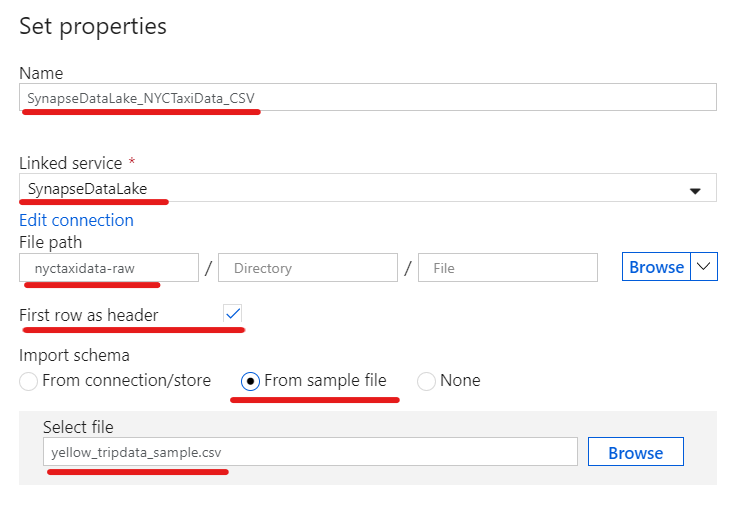 Set properties
Name
SynapseDataLake_NYCTaxiData_CSV
Linked service *
SynapseDataLake
Edit connection
File path
nyctaxidata-raw / Directory / File Browse
First row as header
Import schema
From connection/store From sample file None
Select file
yellow_tripdata_sample.csv Browse